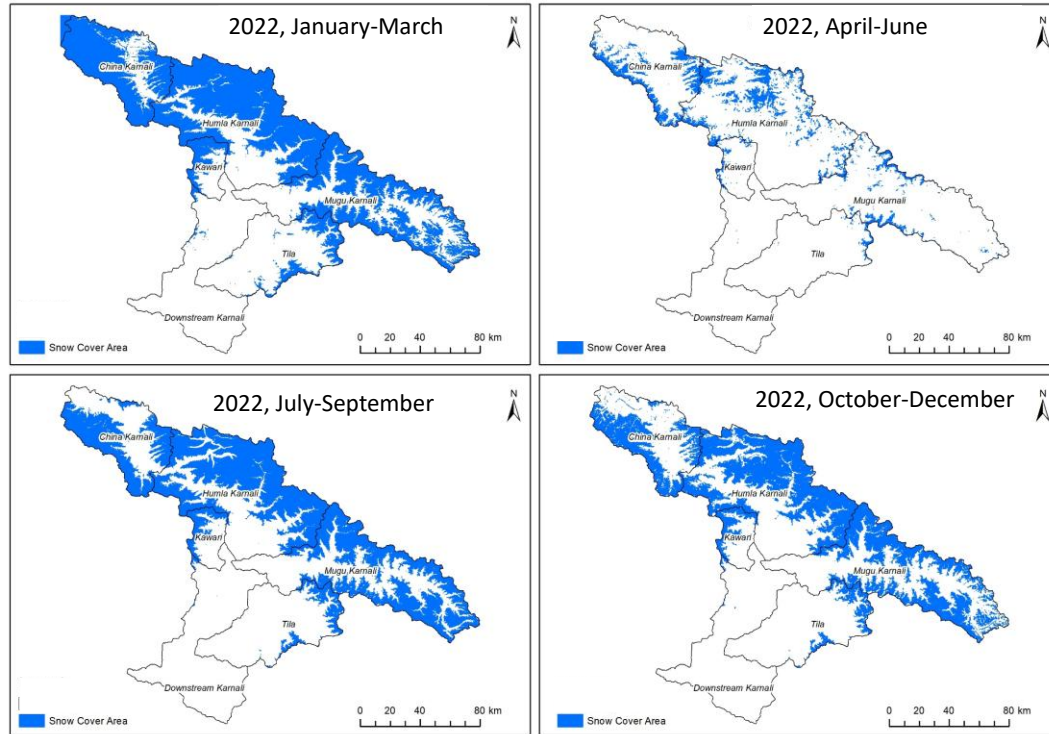 2022, January-March
N
China Karnali
Humla Karnali
Kawari
Mugu Karnali
Tila
Downstream Karnali
Snow Cover Area
0 20 40 80 km
2022, April-June
N
China Karnali
Humla Karnali
Kawari
Mugu Karnali
Tila
Downstream Karnali
Snow Cover Area
0 20 40 80 km
2022, July-September
N
China Karnali
Humla Karnali
Kawari
Mugu Karnali
Tila
Downstream Karnali
Snow Cover Area
0 20 40 80 km
2022, October-December
N
China Karnali
Humla Karnali
Kawari
Mugu Karnali
Tila
Downstream Karnali
Snow Cover Area
0 20 40 80 km